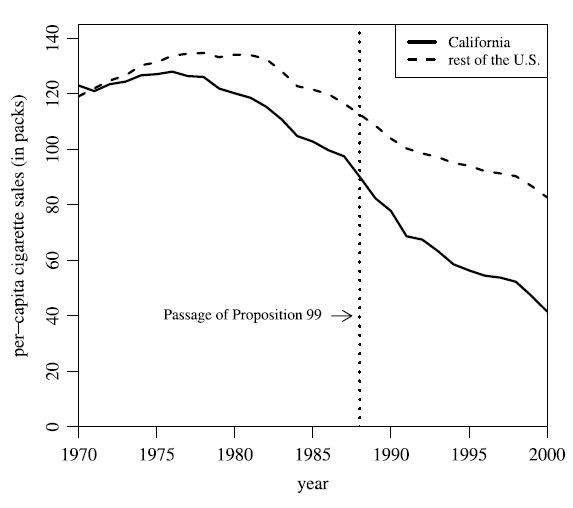 140
120
100
80
60
40
20
0
per−capita cigarette sales (in packs)
California
rest of the U.S.
Passage of Proposition 99
1970 1975 1980 1985 1990 1995 2000
year